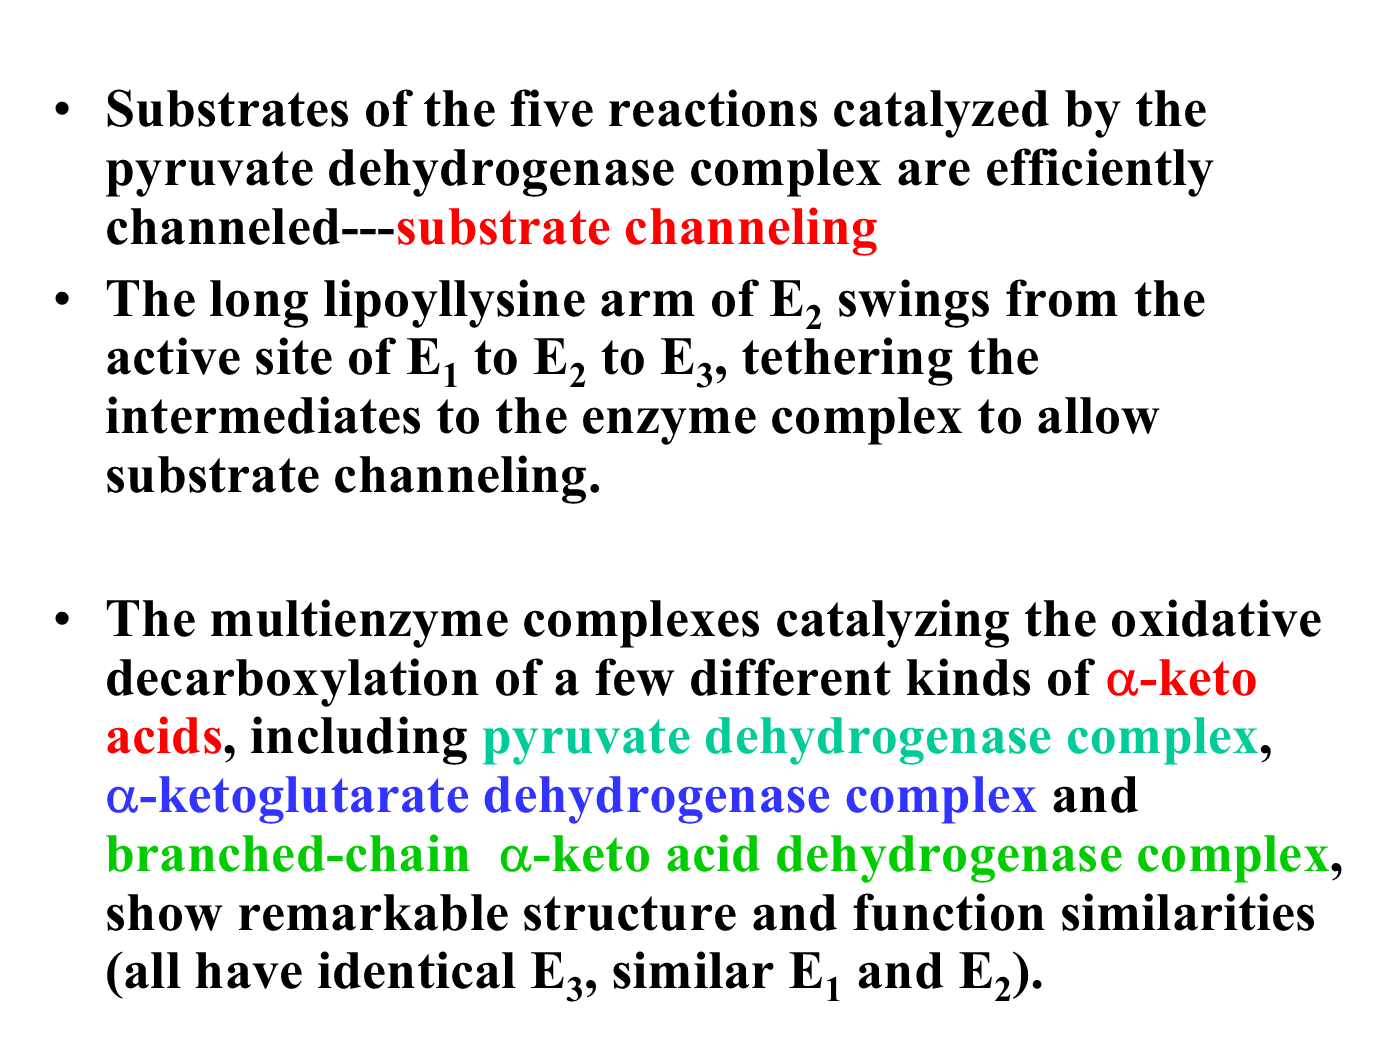 • Substrates of the five reactions catalyzed by the
pyruvate dehydrogenase complex are efficiently
channeled---substrate channeling
• The long lipoyllysine arm of E₂ swings from the
active site of E₁ to E₂ to E₃, tethering the
intermediates to the enzyme complex to allow
substrate channeling.
• The multienzyme complexes catalyzing the oxidative
decarboxylation of a few different kinds of α-keto
acids, including pyruvate dehydrogenase complex,
α-ketoglutarate dehydrogenase complex and
branched-chain α-keto acid dehydrogenase complex,
show remarkable structure and function similarities
(all have identical E₃, similar E₁ and E₂).